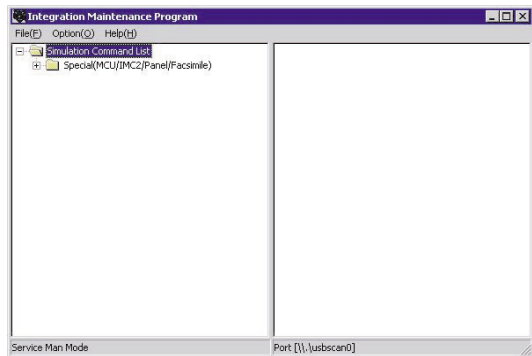 Integration Maintenance Program
File(F) Option(O) Help(H)
Simulation Command List
Special(MCU/IMC2/Panel/Facsimile)
Service Man Mode
Port [\\.\usbscan0]